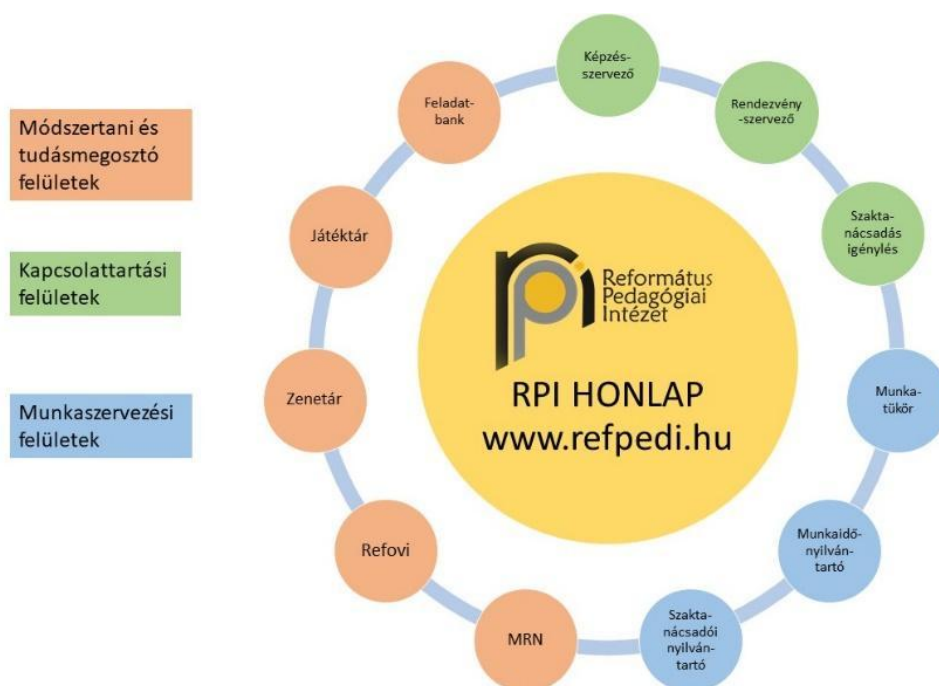 Módszertani és
tudásmegosztó
felületek
Kapcsolattartási
felületek
Munkaszervezési
felületek
Képzés-
szervező
Rendezvény
-szervező
Szakta-
nácsadás
igénylés
Munka-
tükör
Munkaidő-
nyilván-
tartó
Szakta-
nácsadói
nyilván-
tartó
MRN
Refovi
Zenetár
Játéktár
Feladat-
bank
rpi
Református
Pedagógiai
Intézet
RPI HONLAP
www.refpedi.hu